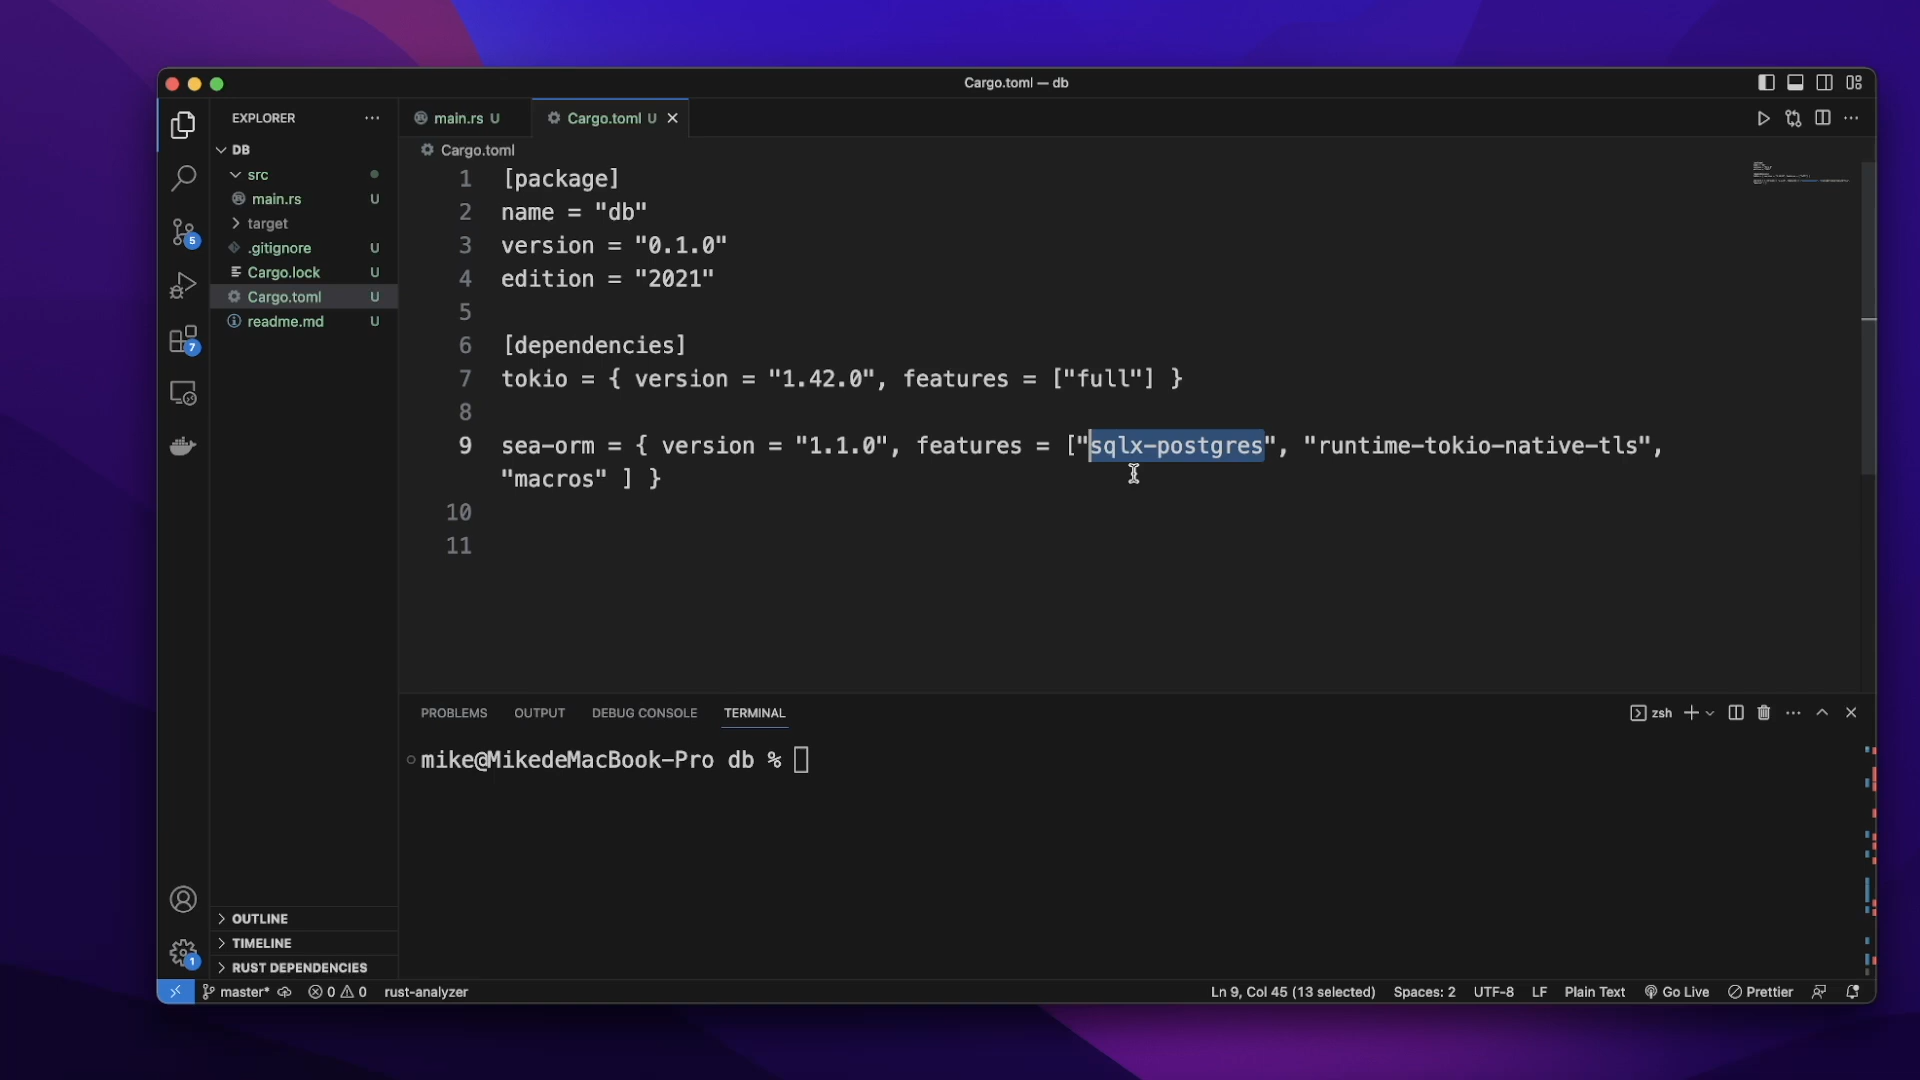 Cargo.toml — db
EXPLORER
main.rs U
Cargo.toml U
DB
src
main.rs U
target
.gitignore U
Cargo.lock U
Cargo.toml U
readme.md U
Cargo.toml
1 [package]
2 name = "db"
3 version = "0.1.0"
4 edition = "2021"
5
6 [dependencies]
7 tokio = { version = "1.42.0", features = ["full"] }
8
9 sea-orm = { version = "1.1.0", features = ["sqlx-postgres", "runtime-tokio-native-tls",
"macros" ] }
10
11
5
7
1
OUTLINE
TIMELINE
RUST DEPENDENCIES
PROBLEMS OUTPUT DEBUG CONSOLE TERMINAL
zsh
mike@MikedeMacBook-Pro db %
master* 0 0 rust-analyzer
Ln 9, Col 45 (13 selected) Spaces: 2 UTF-8 LF Plain Text Go Live Prettier